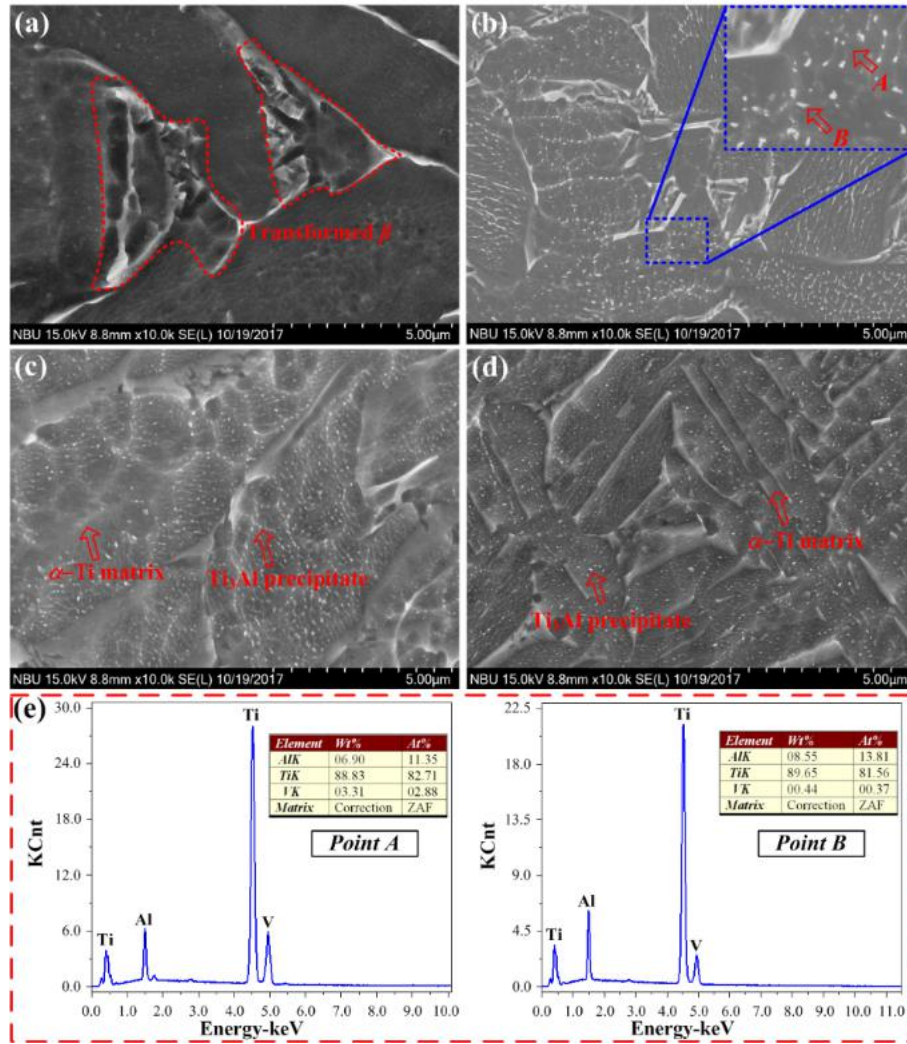 (a)
Transformed β
NBU 15.0kV 8.8mm x10.0k SE(L) 10/19/2017 5.00μm
(b)
A
B
NBU 15.0kV 8.8mm x10.0k SE(L) 10/19/2017 5.00μm
(c)
α-Ti matrix
Ti₃Al precipitate
NBU 15.0kV 8.8mm x10.0k SE(L) 10/19/2017 5.00μm
(d)
α-Ti matrix
Ti₃Al precipitate
NBU 15.0kV 8.8mm x10.0k SE(L) 10/19/2017 5.00μm
(e)
30.0
24.0
18.0
12.0
6.0
0.0
KCnt
Ti
Al
Ti
V
Element Wt% At%
AlK 06.90 11.35
TiK 88.83 82.71
VK 03.31 02.88
Matrix Correction ZAF
Point A
0.0 1.0 2.0 3.0 4.0 5.0 6.0 7.0 8.0 9.0 10.0
Energy-keV
22.5
18.0
13.5
9.0
4.5
0.0
KCnt
Ti
Al
Ti
V
Element Wt% At%
AlK 08.55 13.81
TiK 89.65 81.56
VK 00.44 00.37
Matrix Correction ZAF
Point B
0.0 1.0 2.0 3.0 4.0 5.0 6.0 7.0 8.0 9.0 10.0 11.0
Energy-keV